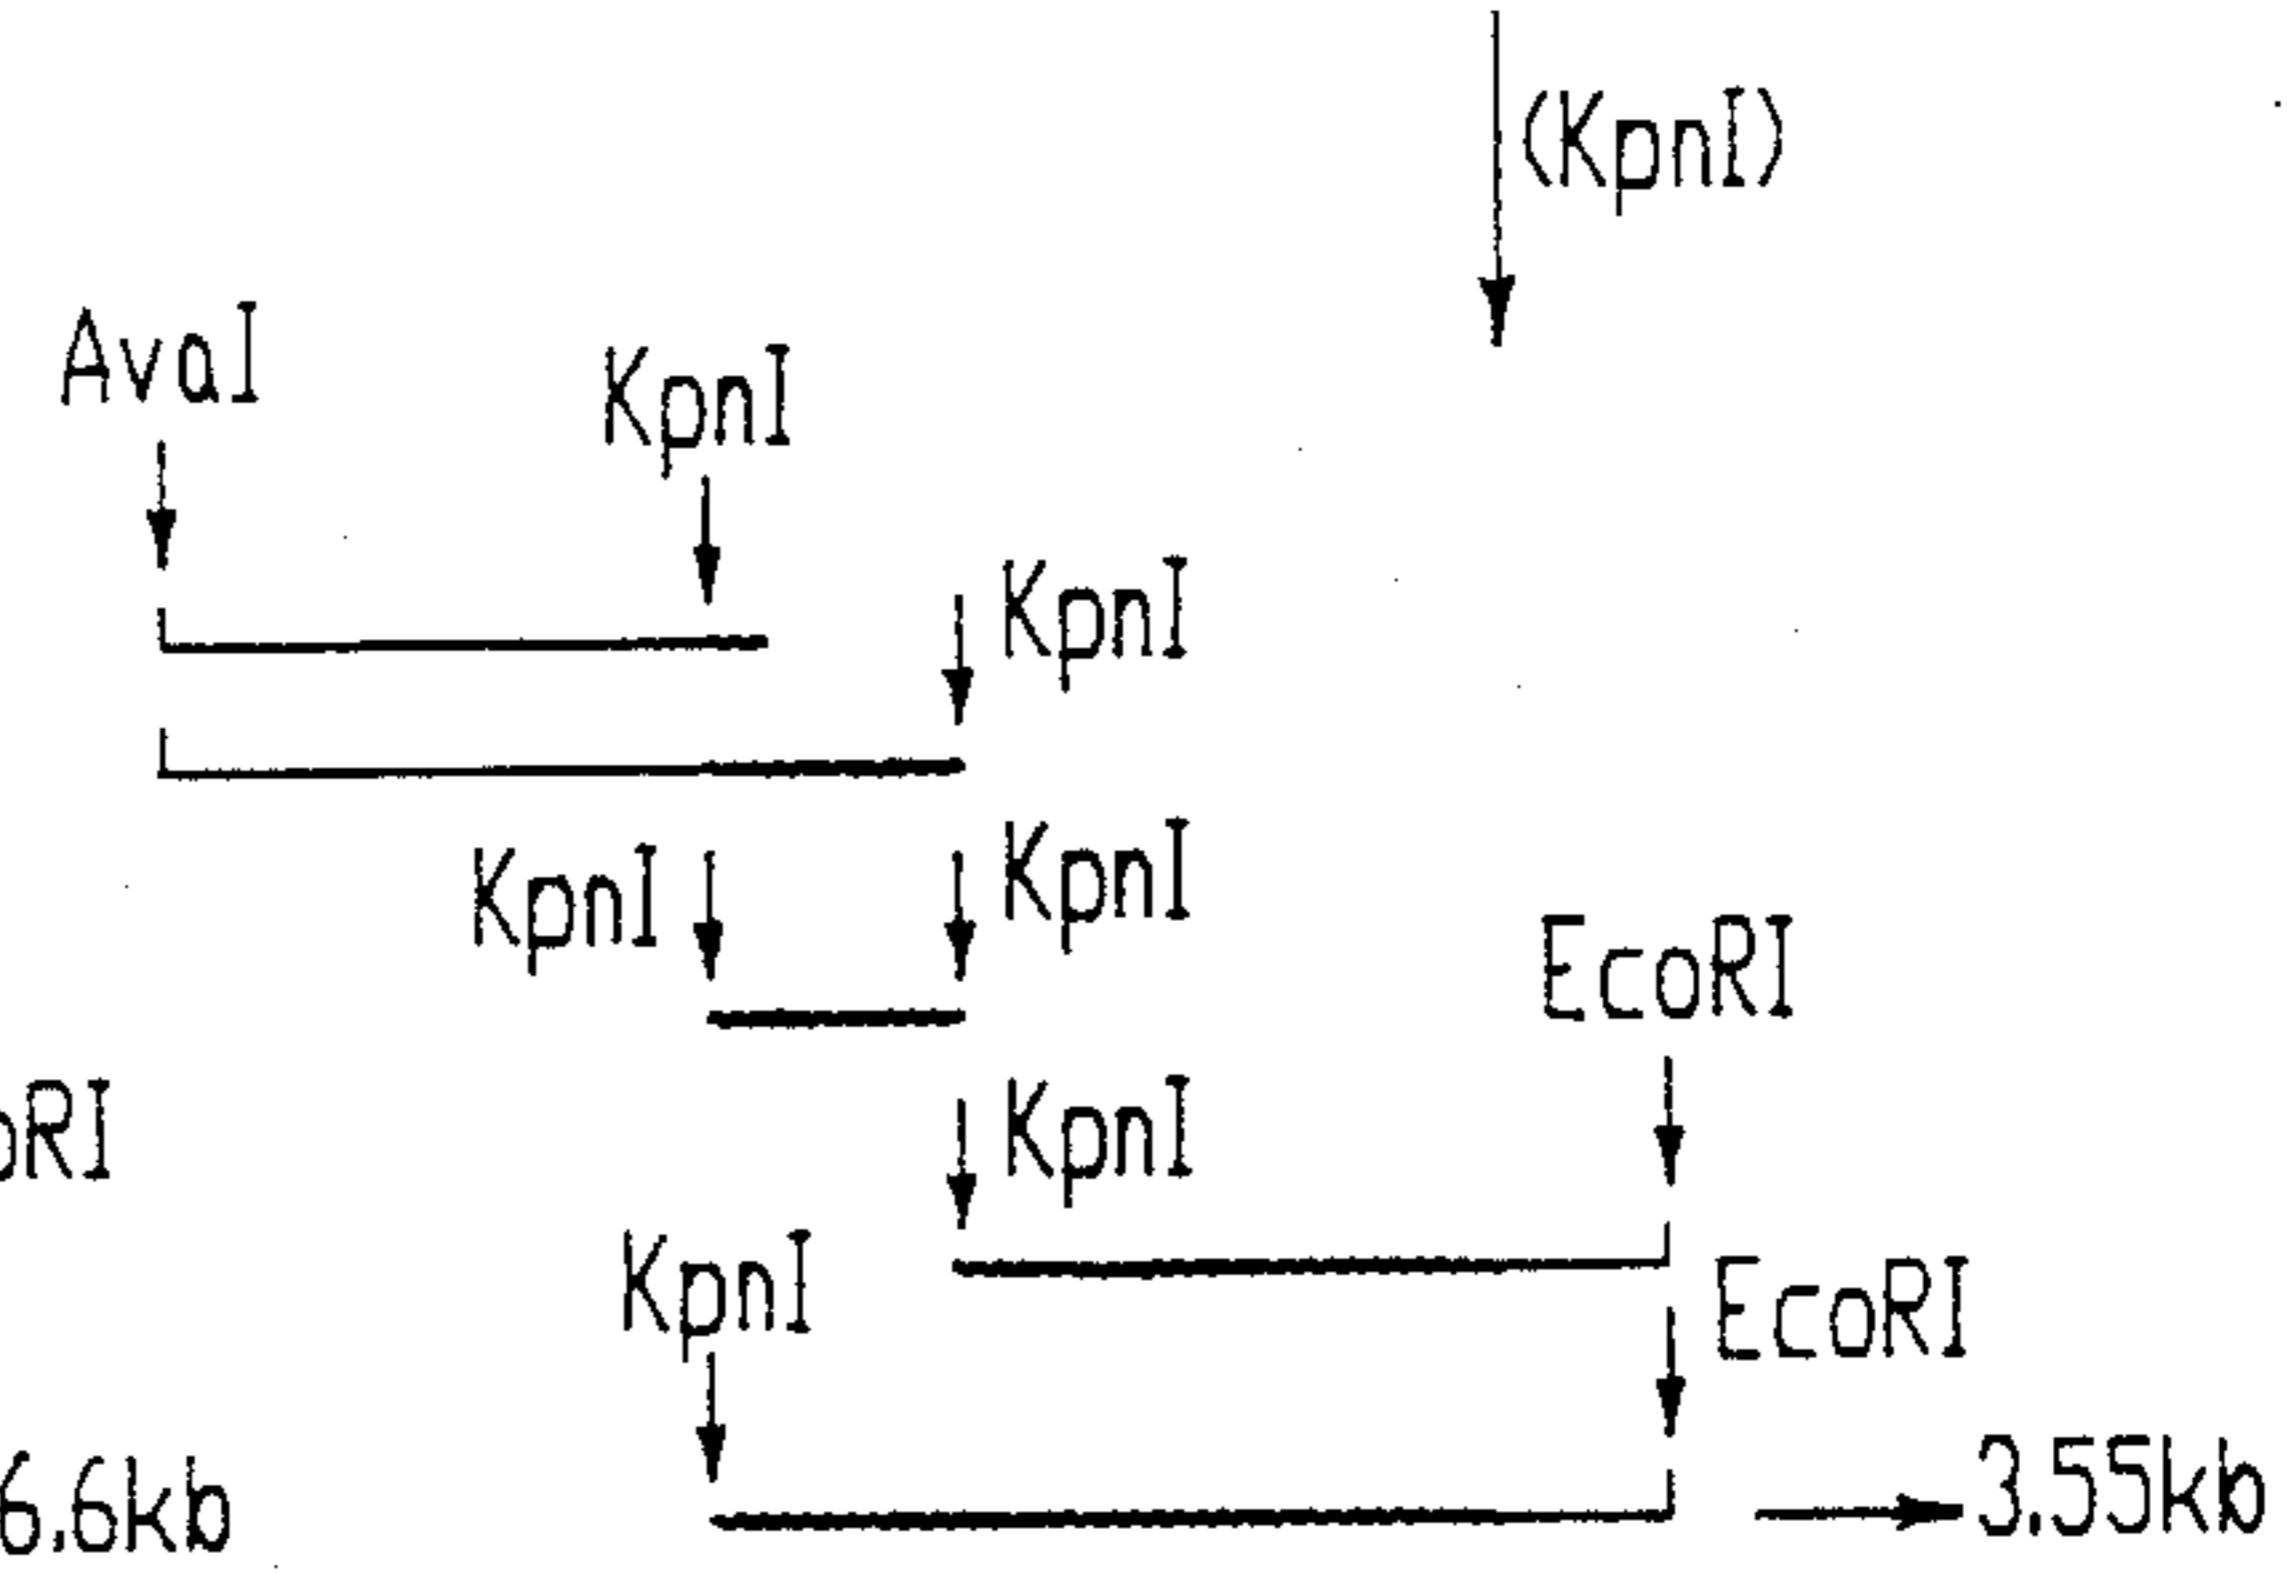 (KpnI)
AvaI
KpnI
KpnI
KpnI
KpnI
EcoRI
KpnI
oRI
KpnI
EcoRI
6.6kb
3.55kb